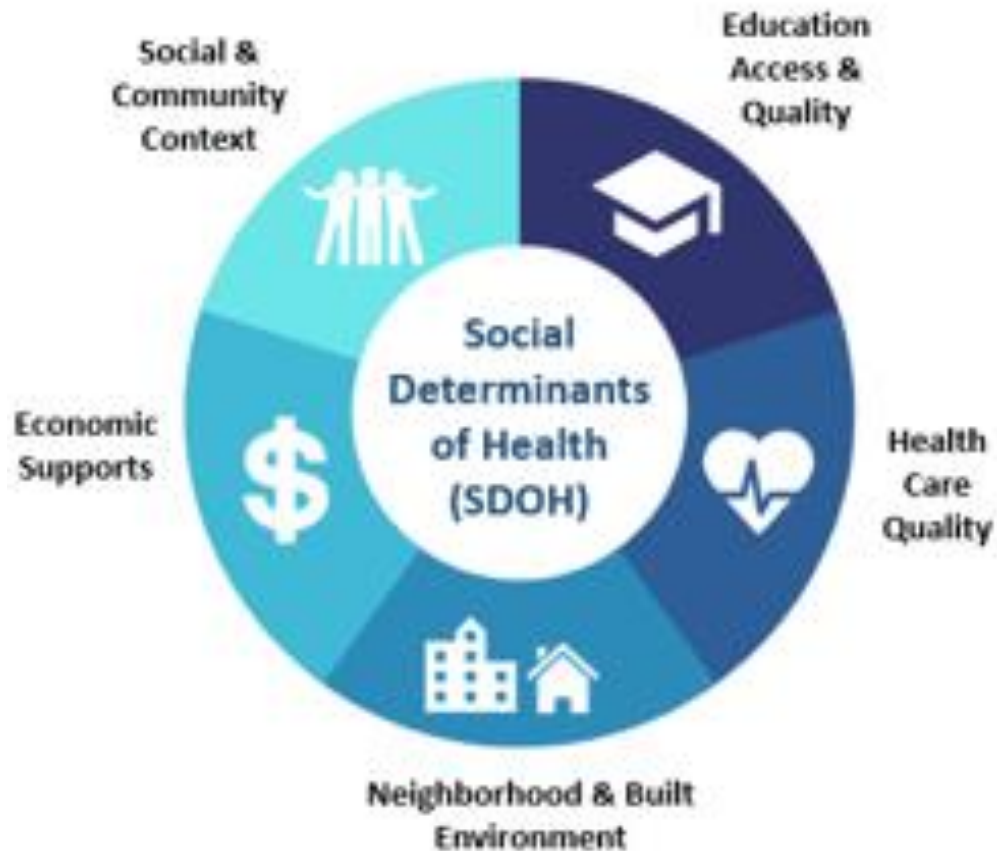 Social &
Community
Context
Education
Access &
Quality
Social
Determinants
of Health
(SDOH)
Economic
Supports
Health
Care
Quality
Neighborhood & Built
Environment